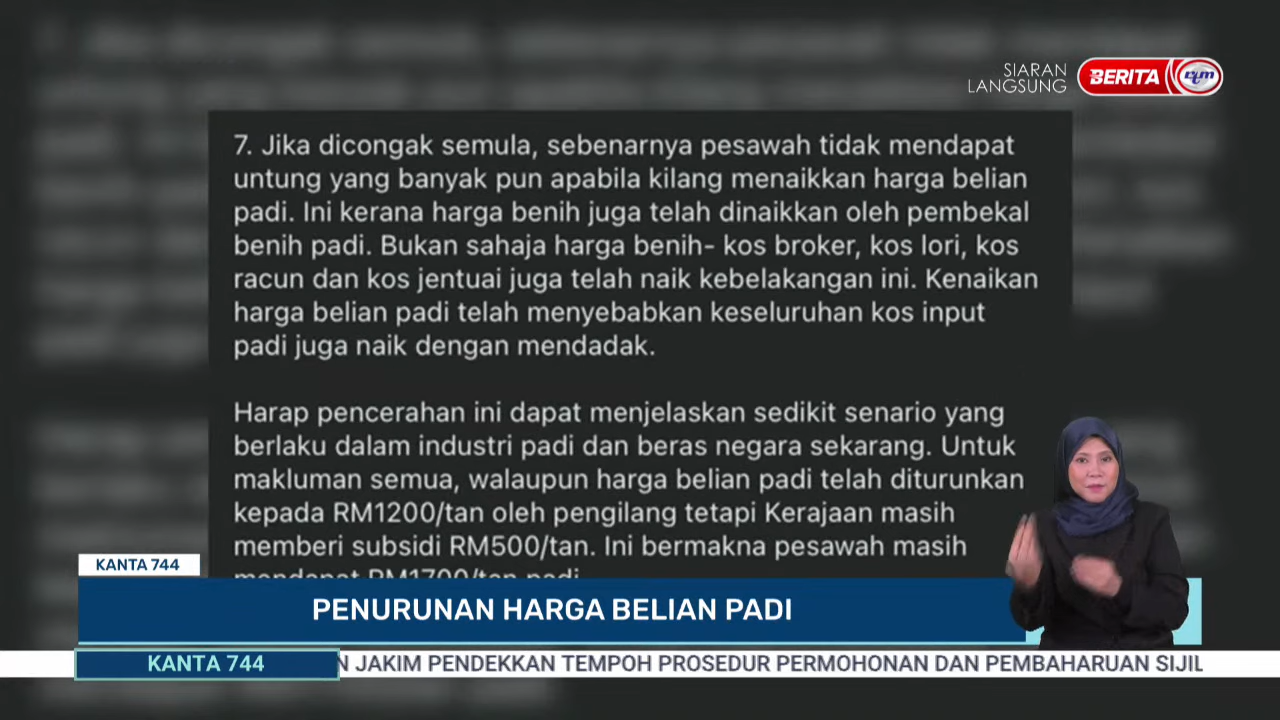 SIARAN
LANGSUNG
BERITA rtm
7. Jika dicongak semula, sebenarnya pesawah tidak mendapat
untung yang banyak pun apabila kilang menaikkan harga belian
padi. Ini kerana harga benih juga telah dinaikkan oleh pembekal
benih padi. Bukan sahaja harga benih- kos broker, kos lori, kos
racun dan kos jentuai juga telah naik kebelakangan ini. Kenaikan
harga belian padi telah menyebabkan keseluruhan kos input
padi juga naik dengan mendadak.
Harap pencerahan ini dapat menjelaskan sedikit senario yang
berlaku dalam industri padi dan beras negara sekarang. Untuk
makluman semua, walaupun harga belian padi telah diturunkan
kepada RM1200/tan oleh pengilang tetapi Kerajaan masih
memberi subsidi RM500/tan. Ini bermakna pesawah masih
mendapat RM1700/tan padi
KANTA 744
PENURUNAN HARGA BELIAN PADI
KANTA 744
N JAKIM PENDEKKAN TEMPOH PROSEDUR PERMOHONAN DAN PEMBAHARUAN SIJIL